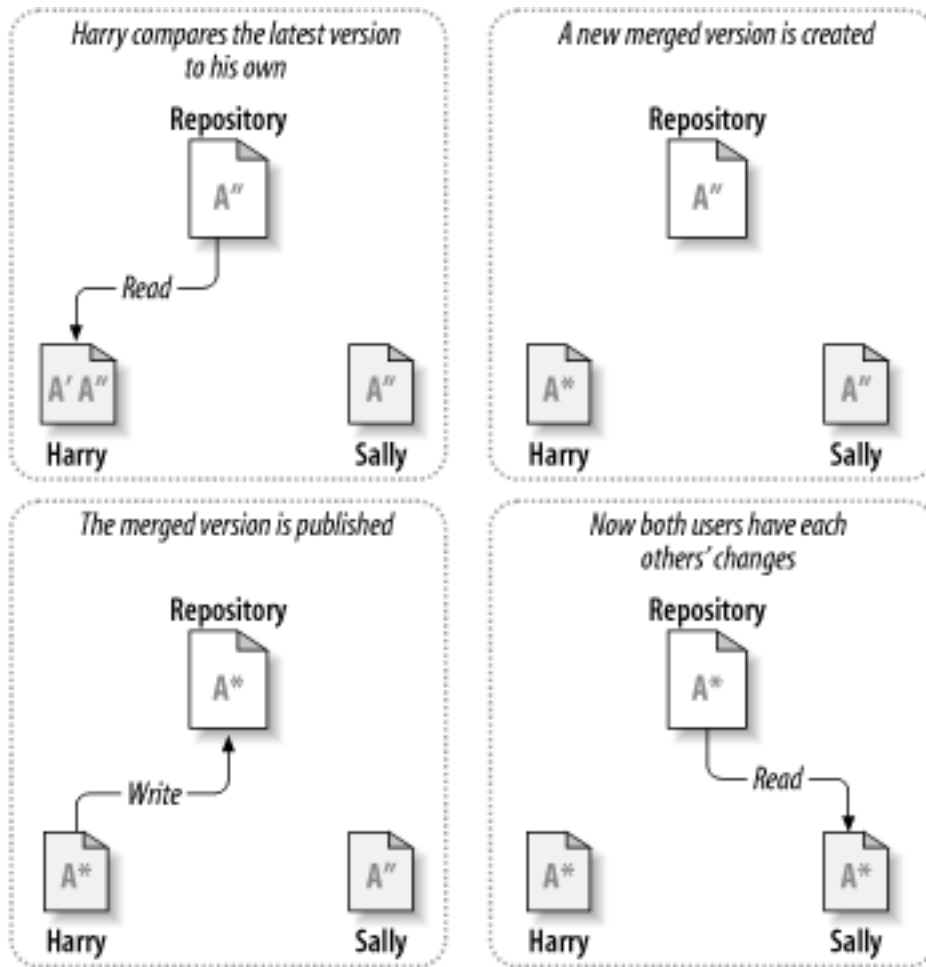 Harry compares the latest version
to his own
Repository
A″
Read
A′ A″
A″
Harry
Sally
A new merged version is created
Repository
A″
A*
A″
Harry
Sally
The merged version is published
Repository
A*
Write
A*
A″
Harry
Sally
Now both users have each
others’ changes
Repository
A*
Read
A*
A*
Harry
Sally